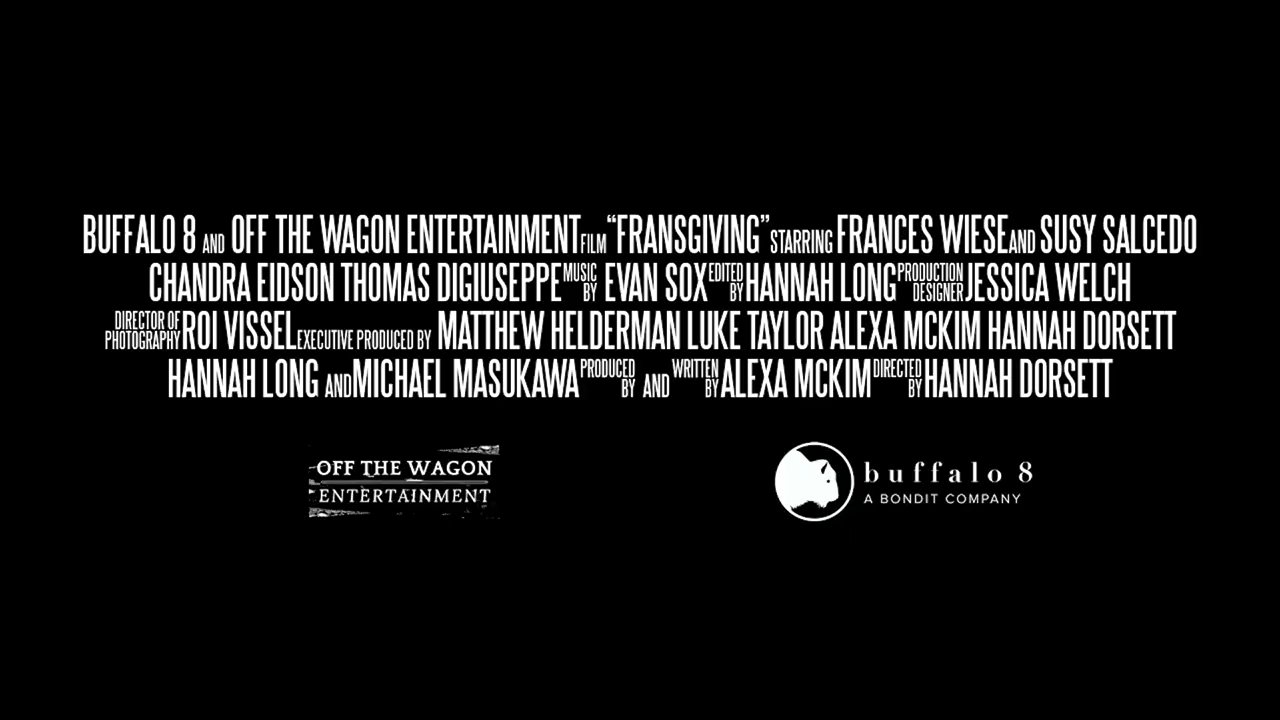 BUFFALO 8 AND OFF THE WAGON ENTERTAINMENT FILM “FRANSGIVING” STARRING FRANCES WIESE AND SUSY SALCEDO
CHANDRA EIDSON THOMAS DIGIUSEPPE MUSIC BY EVAN SOX EDITED BY HANNAH LONG PRODUCTION DESIGNER JESSICA WELCH
DIRECTOR OF PHOTOGRAPHY ROI VISSEL EXECUTIVE PRODUCED BY MATTHEW HELDERMAN LUKE TAYLOR ALEXA MCKIM HANNAH DORSETT
HANNAH LONG AND MICHAEL MASUKAWA PRODUCED BY AND WRITTEN BY ALEXA MCKIM DIRECTED BY HANNAH DORSETT
OFF THE WAGON
ENTERTAINMENT
buffalo 8
A BONDIT COMPANY